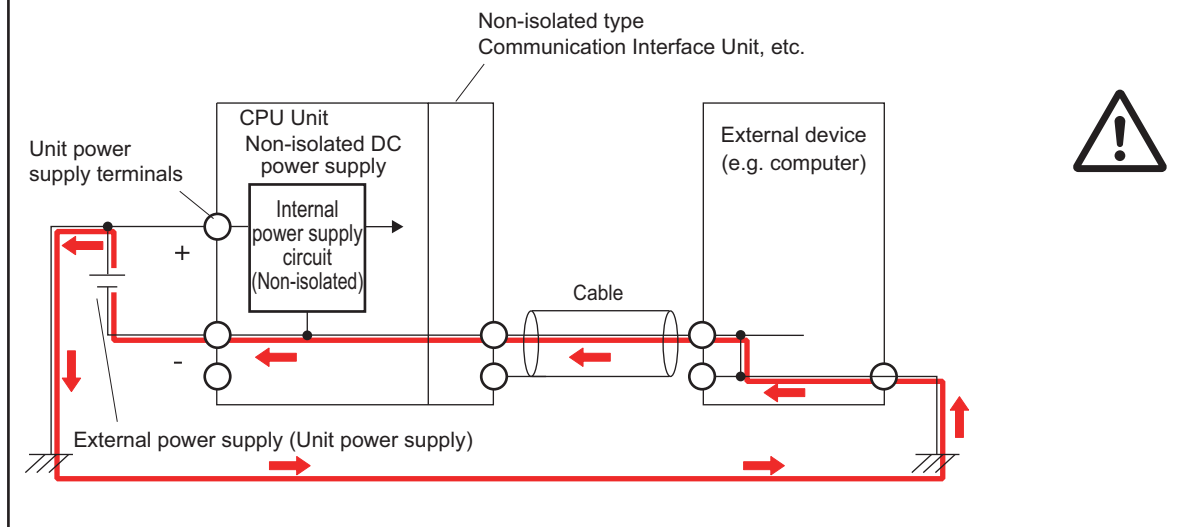 Non-isolated type
Communication Interface Unit, etc.
CPU Unit
Non-isolated DC
power supply
Unit power
supply terminals
Internal
power supply
circuit
(Non-isolated)
+
-
Cable
External device
(e.g. computer)
External power supply (Unit power supply)
!